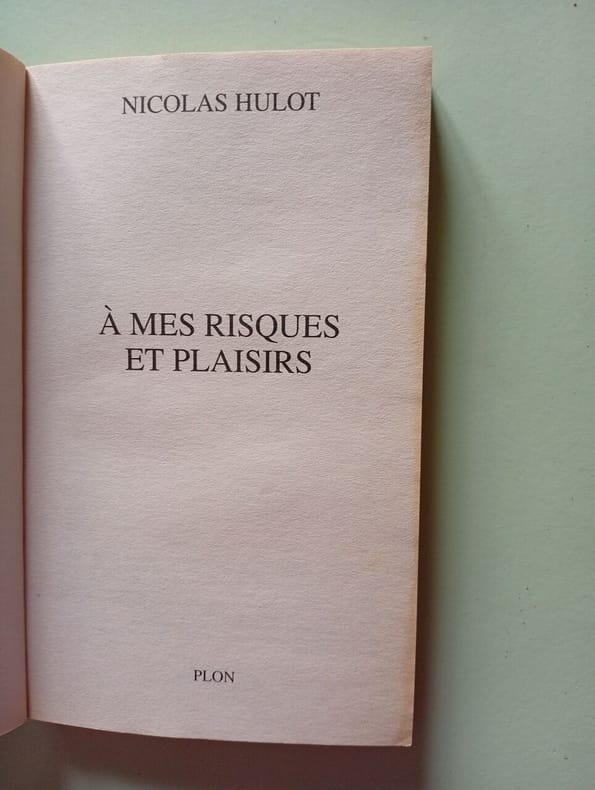 NICOLAS HULOT
À MES RISQUES
ET PLAISIRS
PLON